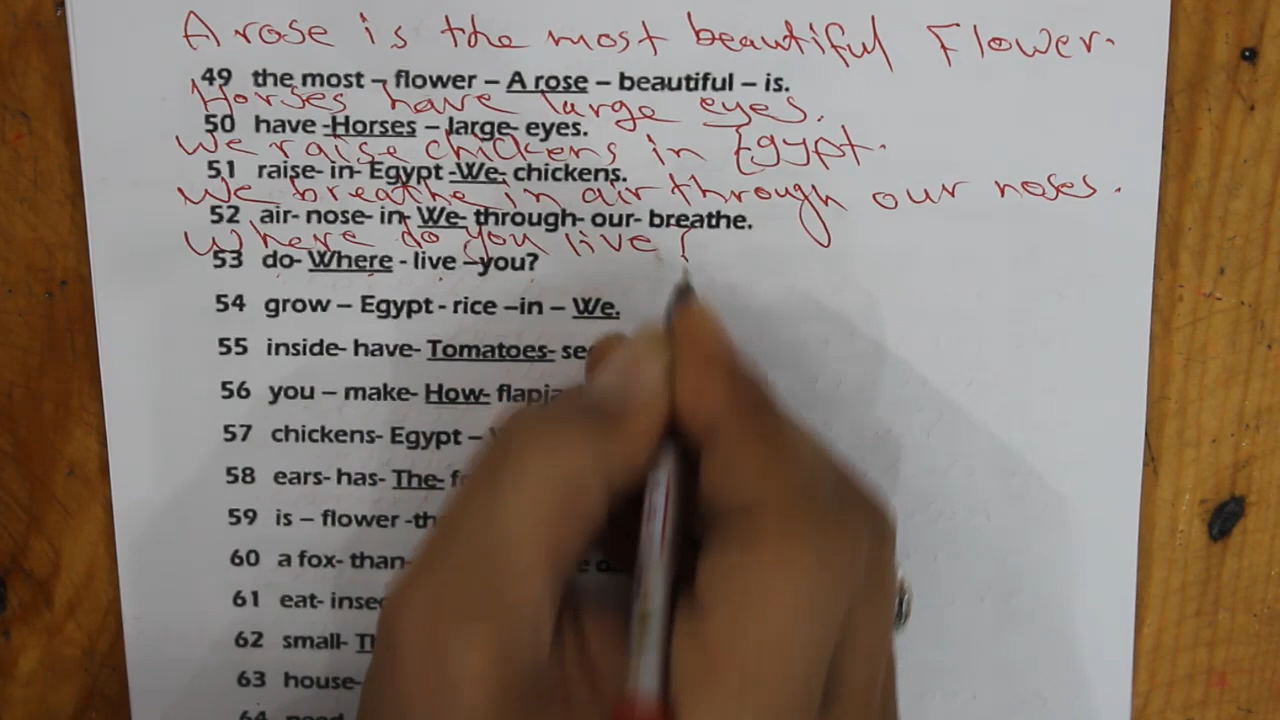 A rose is the most beautiful Flower.
49 the most – flower – A rose – beautiful – is.
Horses have large eyes.
50 have -Horses – large- eyes.
We raise chickens in Egypt.
51 raise- in- Egypt -We- chickens.
We breathe in air through our noses.
52 air- nose- in- We- through- our- breathe.
Where do you live?
53 do- Where - live –you?
54 grow – Egypt - rice –in – We.
55 inside- have- Tomatoes-
56 you – make- How-
57 chickens- Egypt –
58 ears- has- The-
59 is – flower
60 a fox- than-
61 eat-
62 small-
63 house-